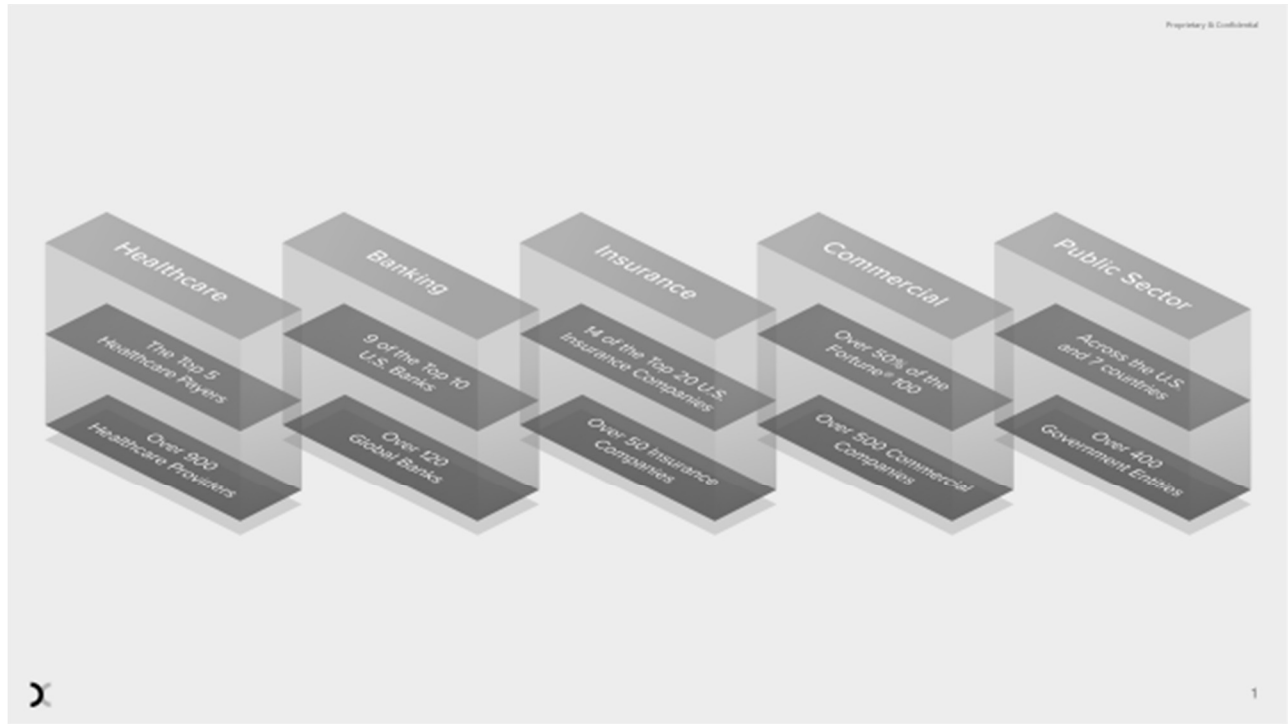 Proprietary & Confidential
Healthcare
The Top 5
Healthcare Payers
Over 900
Healthcare Providers
Banking
9 of the Top 10
U.S. Banks
Over 120
Global Banks
Insurance
14 of the Top 20 U.S.
Insurance Companies
Over 50 Insurance
Companies
Commercial
Over 50% of the
Fortune® 100
Over 500 Commercial
Companies
Public Sector
Across the U.S.
and 7 countries
Over 400
Government Entities
1